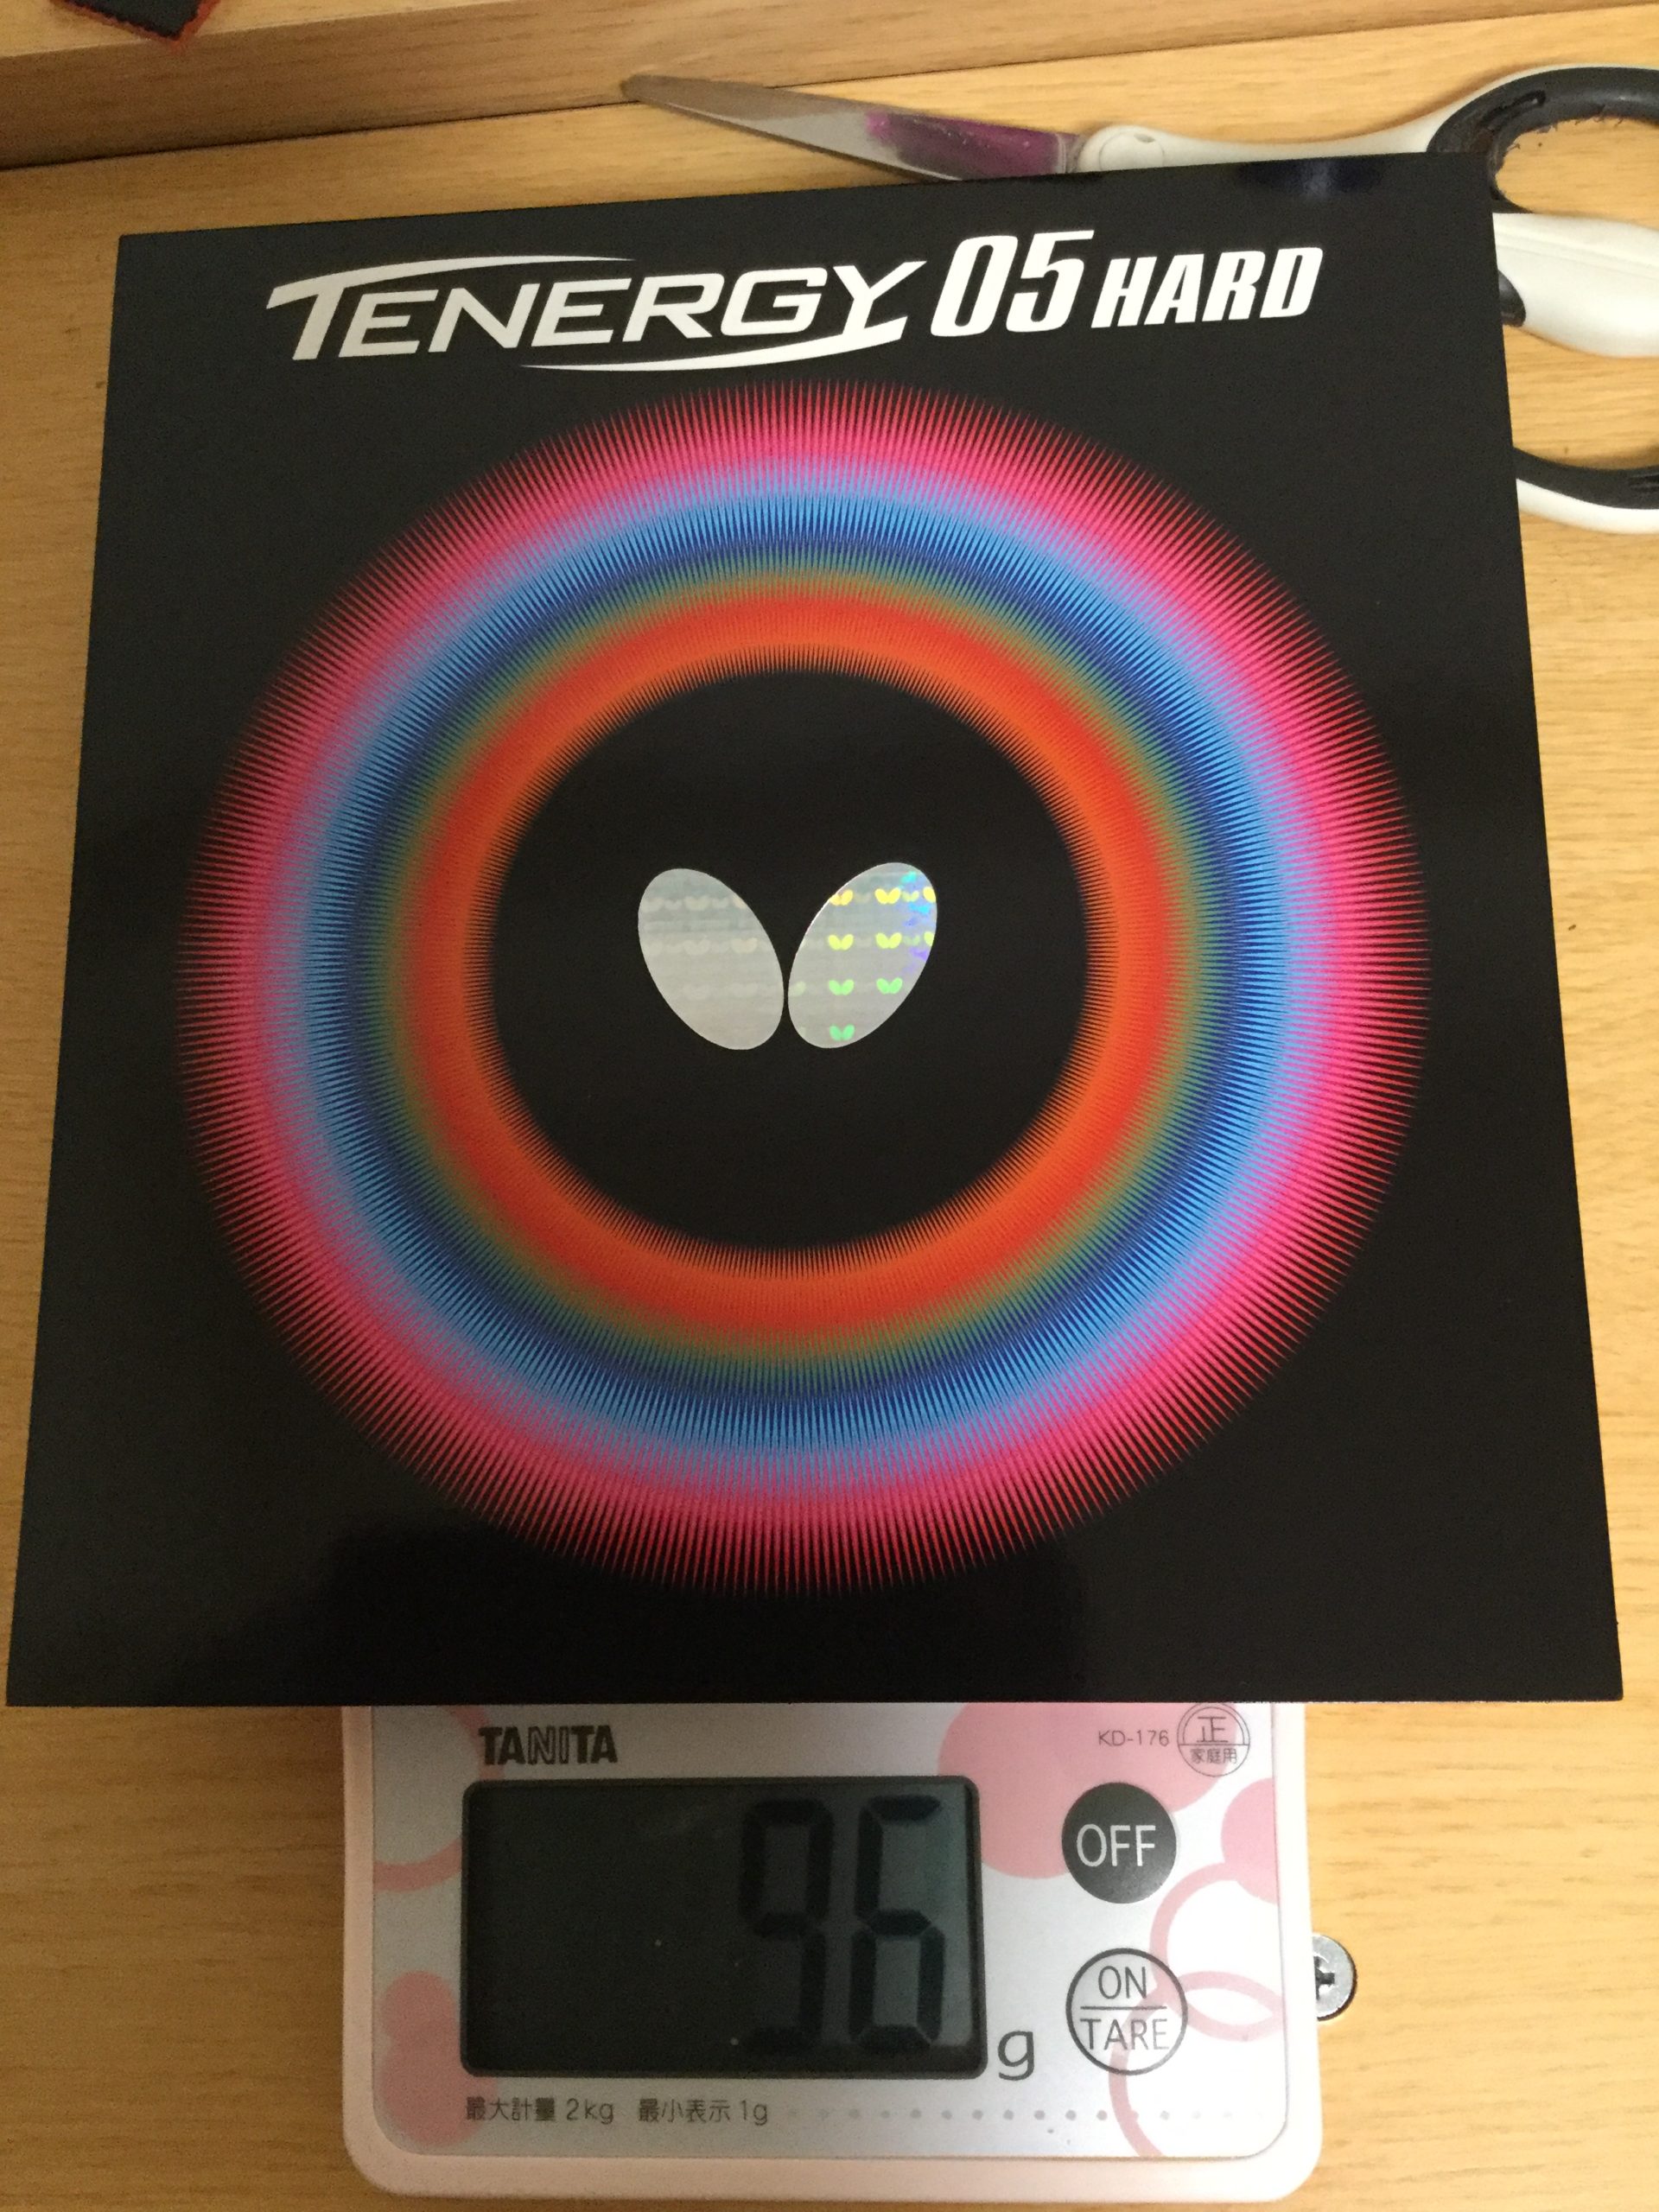 TENERGY 05 HARD
TANITA
KD-176
正
家庭用
96
g
OFF
ON
TARE
最大計量 2kg 最小表示 1g